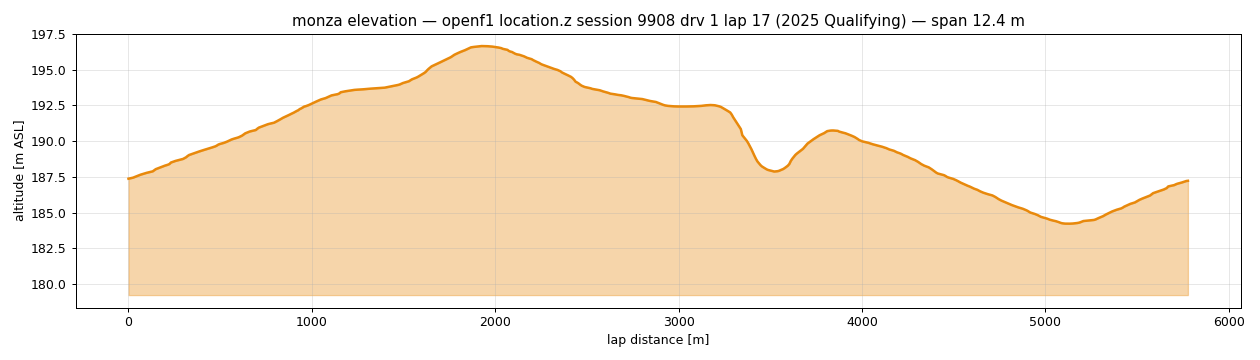 monza elevation — openf1 location.z session 9908 drv 1 lap 17 (2025 Qualifying) — span 12.4 m
197.5
195.0
192.5
190.0
187.5
185.0
182.5
180.0
altitude [m ASL]
0 1000 2000 3000 4000 5000 6000
lap distance [m]